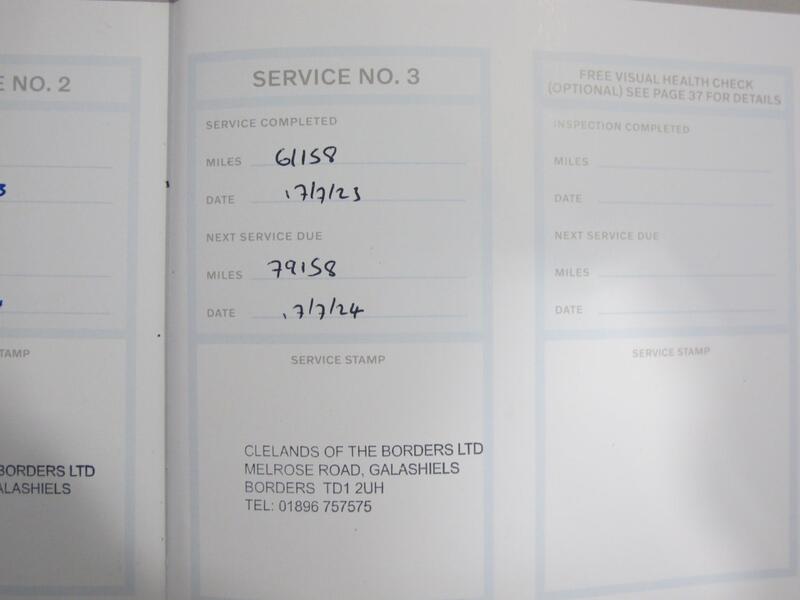 E NO. 2
3
TAMP
BORDERS LTD
ALASHIELS
SERVICE NO. 3
SERVICE COMPLETED
MILES 61158
DATE 17/7/23
NEXT SERVICE DUE
MILES 79158
DATE 17/7/24
SERVICE STAMP
CLELANDS OF THE BORDERS LTD
MELROSE ROAD, GALASHIELS
BORDERS TD1 2UH
TEL: 01896 757575
FREE VISUAL HEALTH CHECK
(OPTIONAL) SEE PAGE 37 FOR DETAILS
INSPECTION COMPLETED
MILES
DATE
NEXT SERVICE DUE
MILES
DATE
SERVICE STAMP